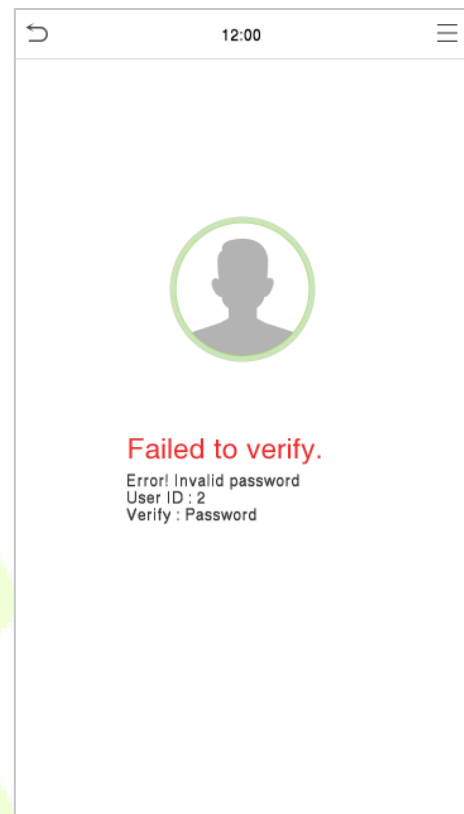 12:00
Failed to verify.
Error! Invalid password
User ID : 2
Verify : Password